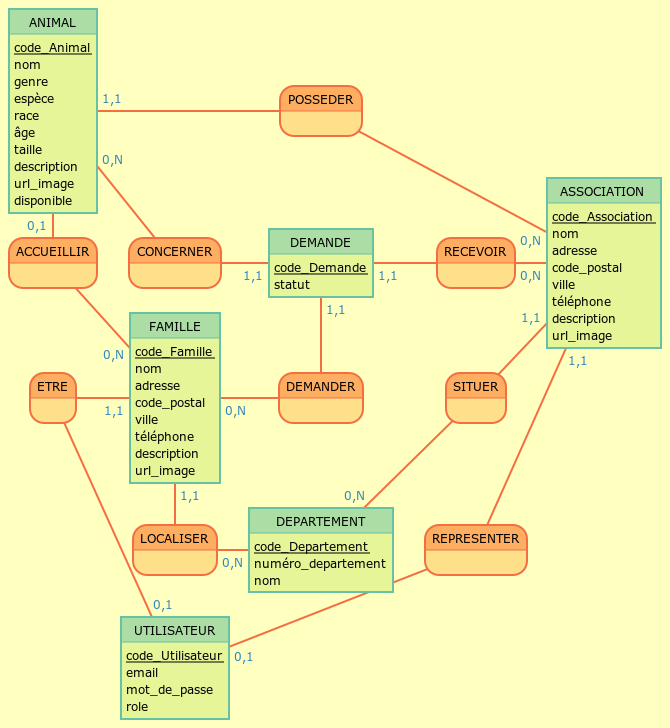 ANIMAL
code_Animal
nom
genre
espèce
race
âge
taille
description
url_image
disponible
1,1
POSSEDER
0,N
0,N
0,1
ACCUEILLIR
CONCERNER
1,1
DEMANDE
code_Demande
statut
1,1
RECEVOIR
0,N
ASSOCIATION
code_Association
nom
adresse
code_postal
ville
téléphone
description
url_image
1,1
1,1
1,1
0,N
FAMILLE
code_Famille
nom
adresse
code_postal
ville
téléphone
description
url_image
ETRE
1,1
0,N
DEMANDER
SITUER
1,1
0,N
LOCALISER
0,N
DEPARTEMENT
code_Departement
numéro_departement
nom
REPRESENTER
0,1
UTILISATEUR
code_Utilisateur
email
mot_de_passe
role
0,1